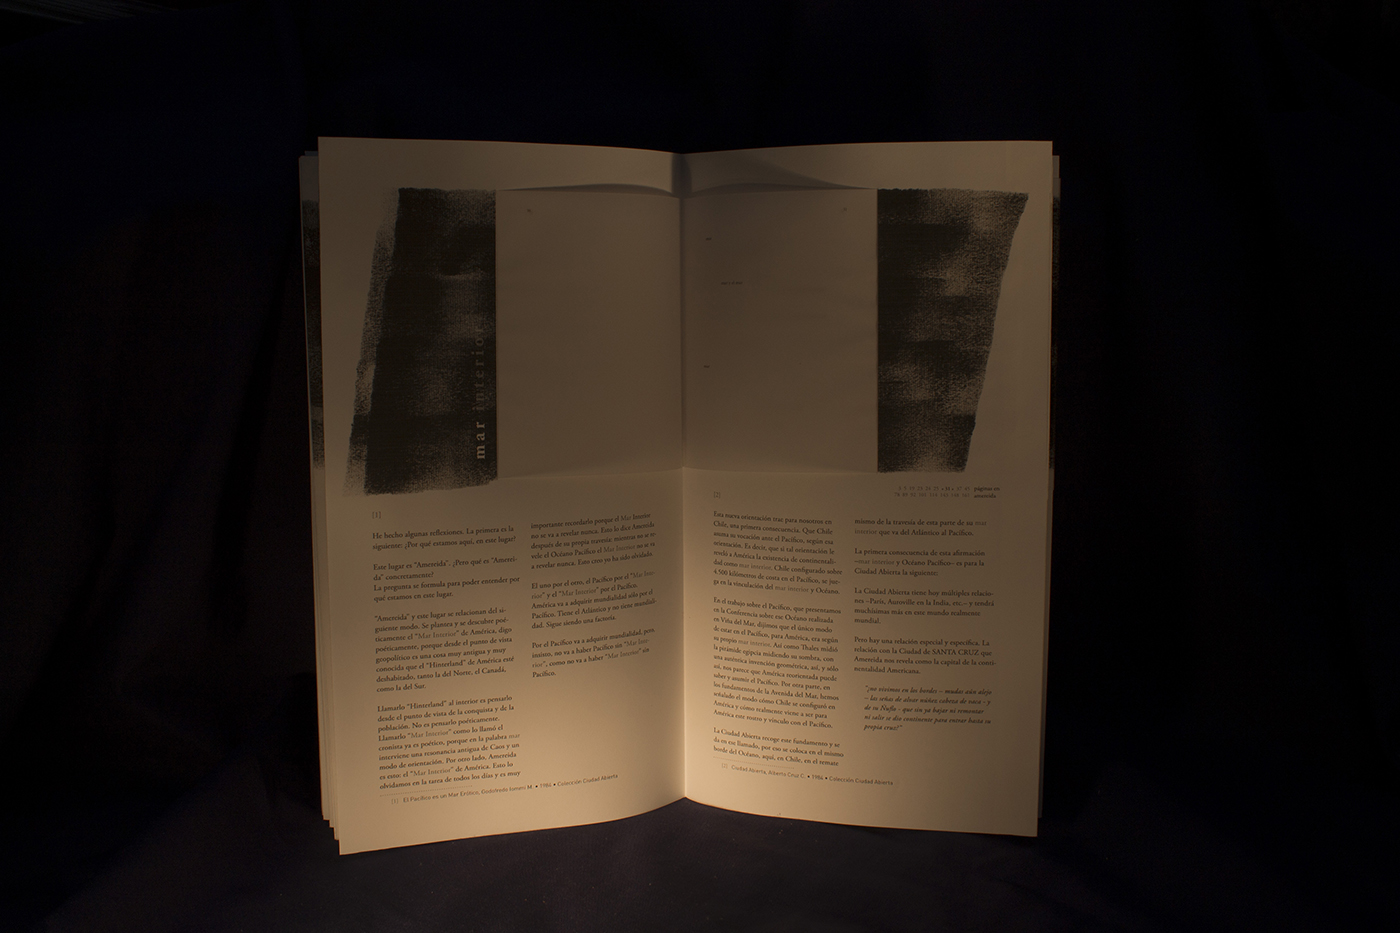 mar interior
[1]
He hecho algunas reflexiones. La primera es la
siguiente: ¿Por qué estamos aquí, en este lugar?
Este lugar es "Amereida". ¿Pero qué es "Amerei-
da" concretamente?
La pregunta se formula para poder entender por
qué estamos en este lugar.
"Amereida" y este lugar se relacionan del si-
guiente modo. Se plantea y se descubre poé-
ticamente el "Mar Interior" de América, digo
poéticamente, porque desde el punto de vista
geopolítico es una cosa muy antigua y muy
conocida que el "Hinterland" de América esté
deshabitado, tanto la del Norte, el Canadá,
como la del Sur.
Llamarlo "Hinterland" al interior es pensarlo
desde el punto de vista de la conquista y de la
población. No es pensarlo poéticamente.
Llamarlo "Mar Interior" como lo llamó el
cronista ya es poético, porque en la palabra mar
interviene una resonancia antigua de Caos y un
modo de orientación. Por otro lado, Amereida
es esto: el "Mar Interior" de América. Esto lo
olvidamos en la tarea de todos los días y es muy
importante recordarlo porque el Mar Interior
no se va a revelar nunca. Esto lo dice Amereida
después de su propia travesía: mientras no se
vele el Océano Pacífico el Mar Interior no se va
a revelar nunca. Esto creo yo ha sido olvidado.
El uno por el otro, el Pacífico por el "Mar Inte-
rior" y el "Mar Interior" por el Pacífico.
América va a adquirir mundialidad sólo por el
Pacífico. Tiene el Atlántico y no tiene mundiali-
dad. Sigue siendo una factoría.
Por el Pacífico va a adquirir mundialidad, pero,
insisto, no va a haber Pacífico sin "Mar Inte-
rior", como no va a haber "Mar Interior" sin
Pacífico.
[1] El Pacífico es un Mar Erótico, Godofredo Iommi M. • 1984 • Colección Ciudad Abierta
páginas en
amereida
[2]
Esta nueva orientación trae para nosotros en
Chile, una primera consecuencia. Que Chile
asuma su vocación ante el Pacífico, según esa
orientación. Es decir, que si tal orientación le
reveló a América la existencia de continentali-
dad como mar interior, Chile configurado sobre
4.500 kilómetros de costa en el Pacífico, se jue-
ga en la vinculación del mar interior y Océano.
En el trabajo sobre el Pacífico, que presentamos
en la Conferencia sobre ese Océano realizada
en Viña del Mar, dijimos que el único modo
de estar en el Pacífico, para América, era según
su propio mar interior. Así como Thales midió
la pirámide egipcia midiendo su sombra, con
una auténtica invención geométrica, así, y sólo
así, nos parece que América reorientada puede
saber y asumir el Pacífico. Por otra parte, en
los fundamentos de la Avenida del Mar, hemos
señalado el modo cómo Chile se configuró en
América y cómo realmente viene a ser para
América este rostro y vínculo con el Pacífico.
La Ciudad Abierta recoge este fundamento y se
da en ese llamado, por eso se coloca en el mismo
borde del Océano, aquí, en Chile, en el remate
mismo de la travesía de esta parte de su mar
interior que va del Atlántico al Pacífico.
La primera consecuencia de esta afirmación
–mar interior y Océano Pacífico– es para la
Ciudad Abierta la siguiente:
La Ciudad Abierta tiene hoy múltiples relacio-
nes –París, Auroville en la India, etc.– y tendrá
muchísimas más en este mundo realmente
mundial.
Pero hay una relación especial y específica. La
relación con la Ciudad de SANTA CRUZ que
Amereida nos revela como la capital de la conti-
nentalidad Americana.
"¿no vivimos en los bordes – mudas aún aleje
– las señas de alvar núñez cabeza de vaca - y
de su Nuflo - que sin ya bajar ni remontar
ni salir se dio continente para entrar hasta su
propia cruz?"
[2] Ciudad Abierta, Alberto Cruz C. • 1984 • Colección Ciudad Abierta